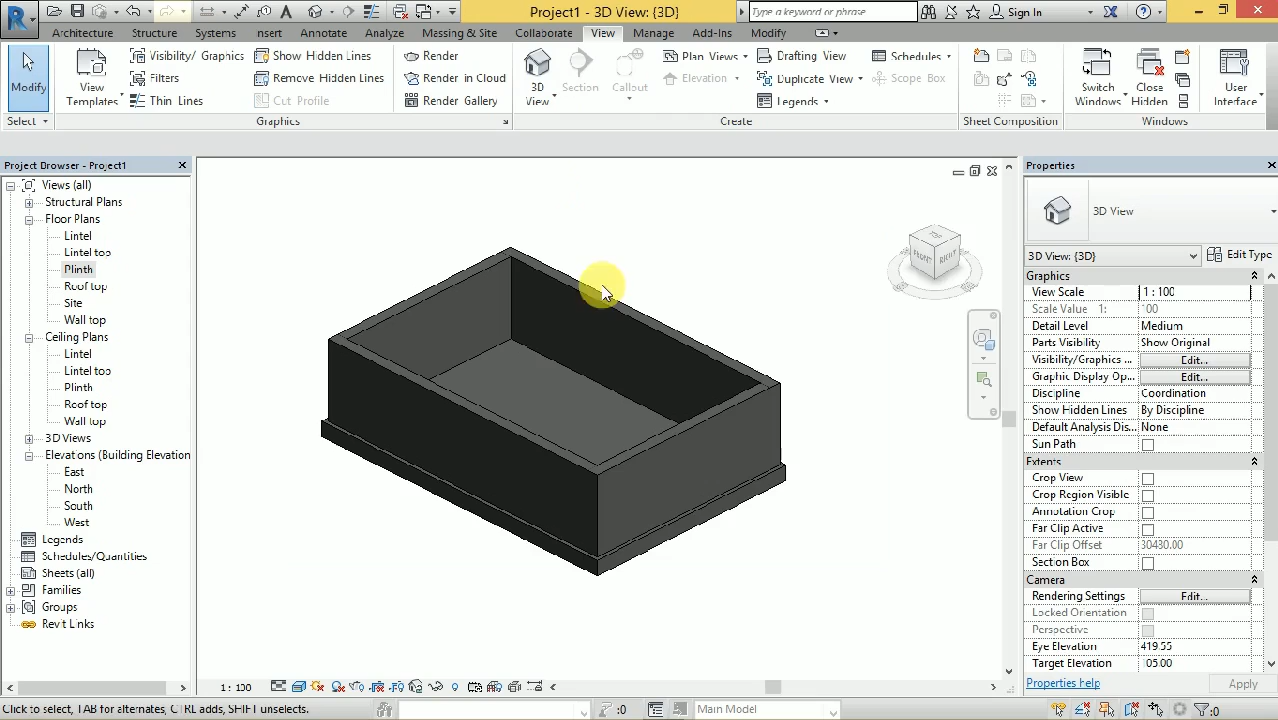 Project1 - 3D View: {3D}
Type a keyword or phrase
Sign In
Architecture Structure Systems Insert Annotate Analyze Massing & Site Collaborate View Manage Add-Ins Modify
Modify
Select
View Templates
Visibility/ Graphics
Filters
Thin Lines
Show Hidden Lines
Remove Hidden Lines
Cut Profile
Render
Render in Cloud
Render Gallery
Graphics
3D View
Section
Callout
Plan Views
Elevation
Drafting View
Duplicate View
Legends
Schedules
Scope Box
Create
Sheet Composition
Switch Windows
Close Hidden
User Interface
Windows
Project Browser - Project1
Views (all)
Structural Plans
Floor Plans
Lintel
Lintel top
Plinth
Roof top
Site
Wall top
Ceiling Plans
Lintel
Lintel top
Plinth
Roof top
Wall top
3D Views
Elevations (Building Elevation
East
North
South
West
Legends
Schedules/Quantities
Sheets (all)
Families
Groups
Revit Links
TOP
FRONT
RIGHT
Properties
3D View
3D View: {3D}
Edit Type
Graphics
View Scale 1 : 100
Scale Value 1: 100
Detail Level Medium
Parts Visibility Show Original
Visibility/Graphics ... Edit...
Graphic Display Op... Edit...
Discipline Coordination
Show Hidden Lines By Discipline
Default Analysis Dis... None
Sun Path
Extents
Crop View
Crop Region Visible
Annotation Crop
Far Clip Active
Far Clip Offset 30430.00
Section Box
Camera
Rendering Settings Edit...
Locked Orientation
Perspective
Eye Elevation
Target Elevation
Properties help
Apply
1 : 100
Click to select, TAB for alternates, CTRL adds, SHIFT unselects.
:0
Main Model
:0